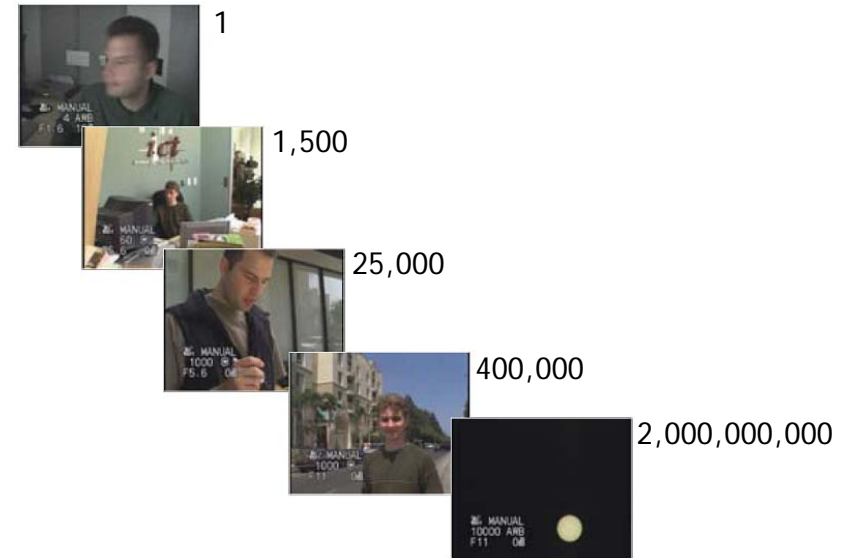 1
MANUAL
4 AWB
F1.6
1,500
ict
MANUAL
60
6
25,000
MANUAL
1000
F5.6
400,000
MANUAL
1000
F11
2,000,000,000
MANUAL
10000 AWB
F11